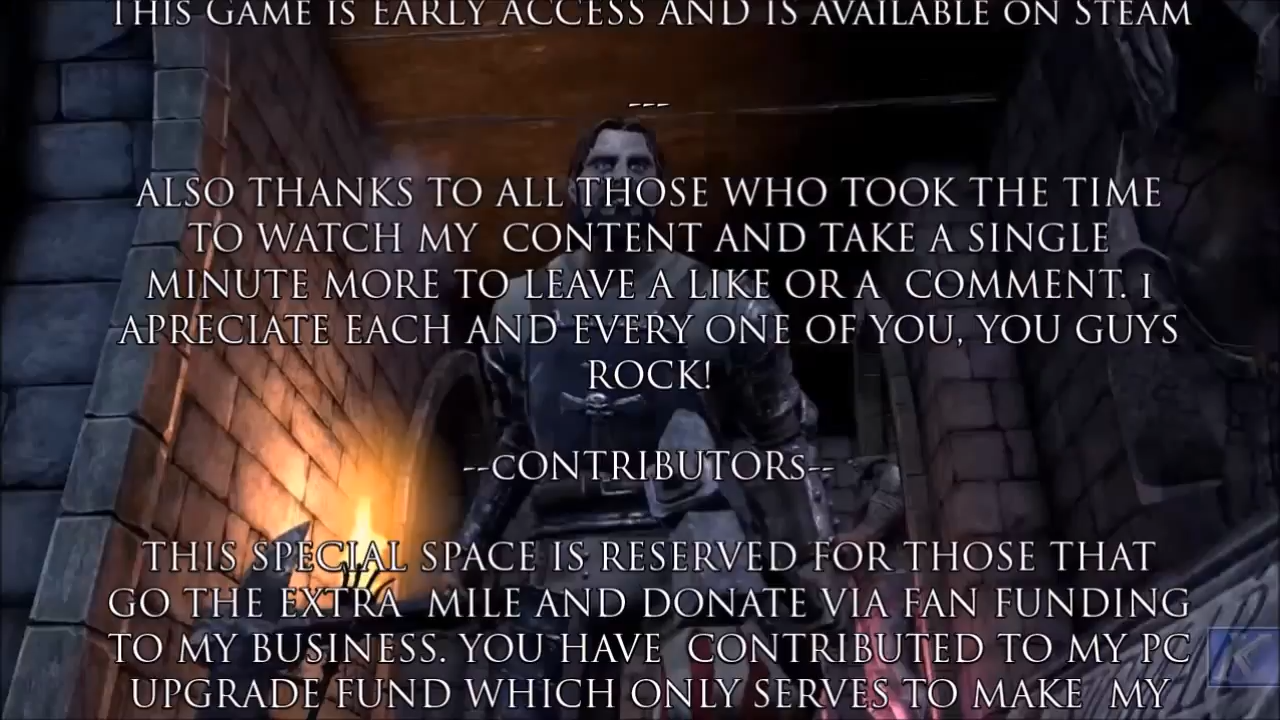 THIS GAME IS EARLY ACCESS AND IS AVAILABLE ON STEAM
---
ALSO THANKS TO ALL THOSE WHO TOOK THE TIME
TO WATCH MY CONTENT AND TAKE A SINGLE
MINUTE MORE TO LEAVE A LIKE OR A COMMENT. I
APRECIATE EACH AND EVERY ONE OF YOU, YOU GUYS
ROCK!
--CONTRIBUTORS--
THIS SPECIAL SPACE IS RESERVED FOR THOSE THAT
GO THE EXTRA MILE AND DONATE VIA FAN FUNDING
TO MY BUSINESS. YOU HAVE CONTRIBUTED TO MY PC
UPGRADE FUND WHICH ONLY SERVES TO MAKE MY
K